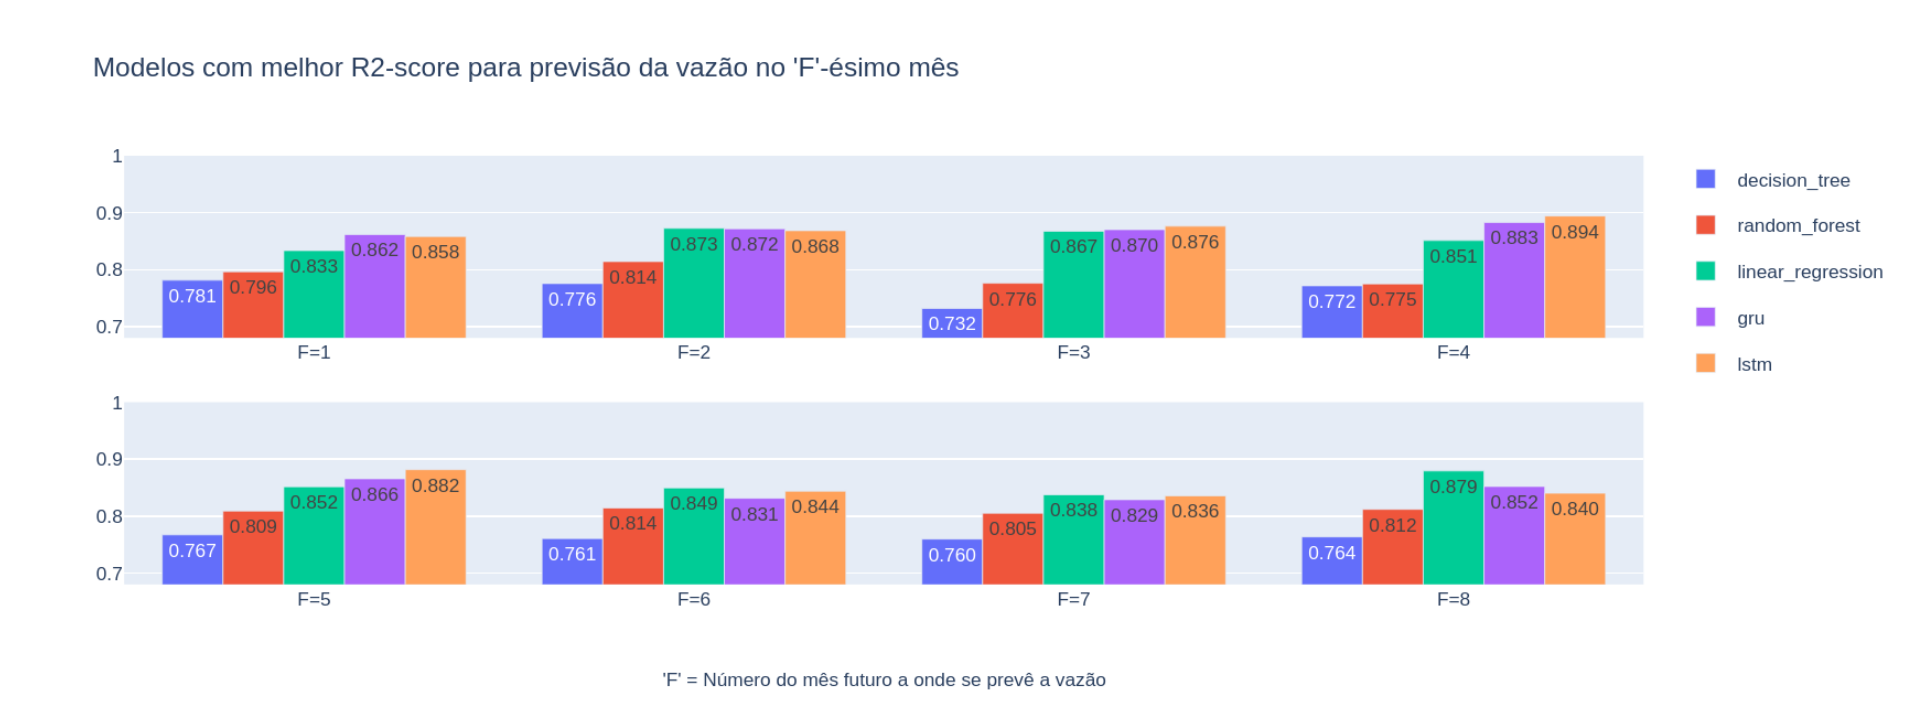 Modelos com melhor R2-score para previsão da vazão no 'F'-ésimo mês
1
0.9
0.8
0.7
0.781 0.796 0.833 0.862 0.858
0.776 0.814 0.873 0.872 0.868
0.732 0.776 0.867 0.870 0.876
0.772 0.775 0.851 0.883 0.894
F=1 F=2 F=3 F=4
decision_tree
random_forest
linear_regression
gru
lstm
1
0.9
0.8
0.7
0.767 0.809 0.852 0.866 0.882
0.761 0.814 0.849 0.831 0.844
0.760 0.805 0.838 0.829 0.836
0.764 0.812 0.879 0.852 0.840
F=5 F=6 F=7 F=8
'F' = Número do mês futuro a onde se prevê a vazão